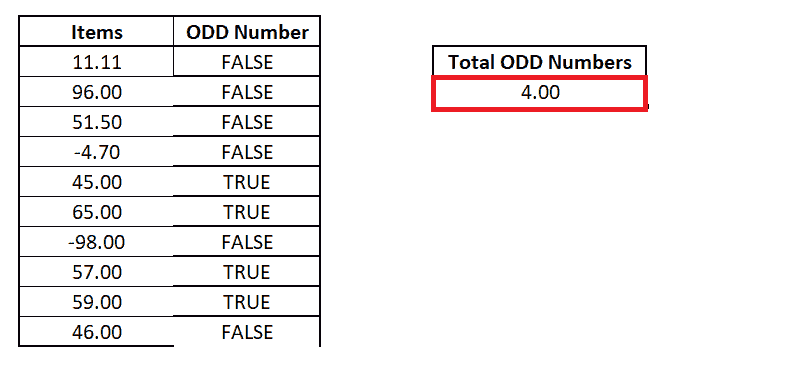 Items ODD Number
11.11 FALSE
96.00 FALSE
51.50 FALSE
-4.70 FALSE
45.00 TRUE
65.00 TRUE
-98.00 FALSE
57.00 TRUE
59.00 TRUE
46.00 FALSE
Total ODD Numbers
4.00